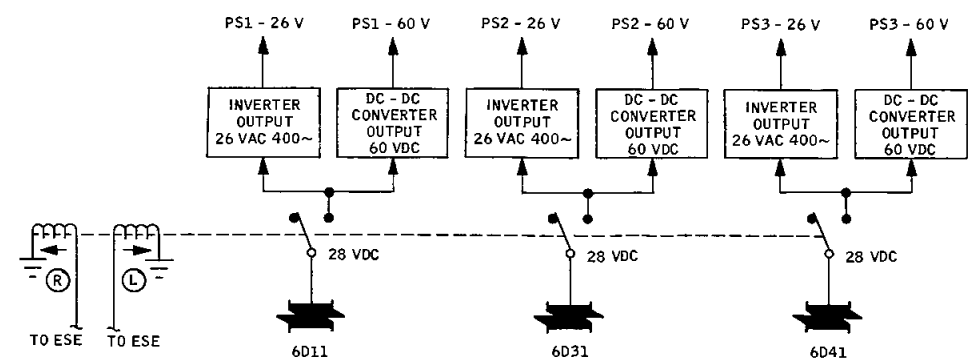 PS1 - 26 V
PS1 - 60 V
PS2 - 26 V
PS2 - 60 V
PS3 - 26 V
PS3 - 60 V
INVERTER
OUTPUT
26 VAC 400~
DC - DC
CONVERTER
OUTPUT
60 VDC
INVERTER
OUTPUT
26 VAC 400~
DC - DC
CONVERTER
OUTPUT
60 VDC
INVERTER
OUTPUT
26 VAC 400~
DC - DC
CONVERTER
OUTPUT
60 VDC
R
L
28 VDC
28 VDC
28 VDC
TO ESE
TO ESE
6D11
6D31
6D41